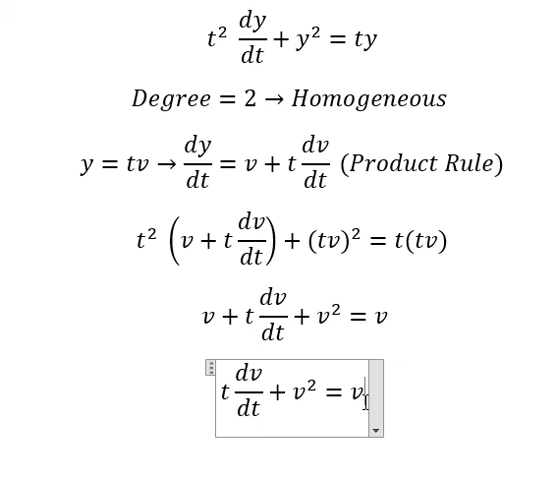 t² dy/dt + y² = ty
Degree = 2 → Homogeneous
y = tv → dy/dt = v + t dv/dt (Product Rule)
t² (v + t dv/dt) + (tv)² = t(tv)
v + t dv/dt + v² = v
t dv/dt + v² = v